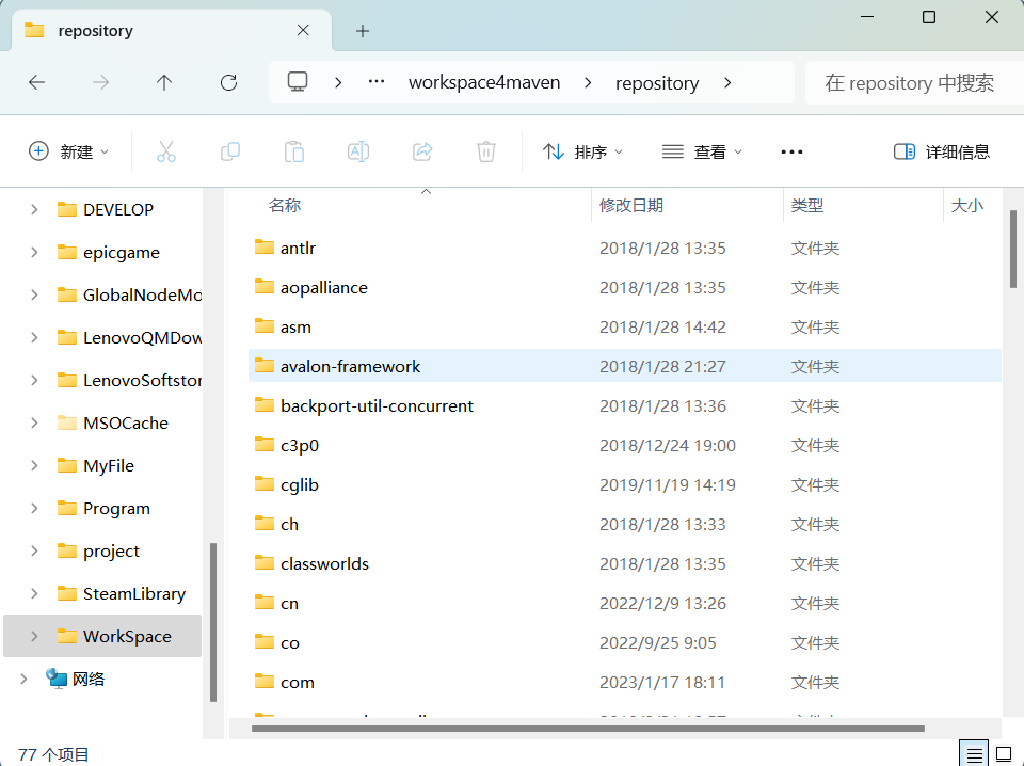 repository
workspace4maven
repository
在 repository 中搜索
新建
排序
查看
详细信息
名称 修改日期 类型 大小
DEVELOP
epicgame
GlobalNodeMo
LenovoQMDow
LenovoSoftstor
MSOCache
MyFile
Program
project
SteamLibrary
WorkSpace
网络
antlr 2018/1/28 13:35 文件夹
aopalliance 2018/1/28 13:35 文件夹
asm 2018/1/28 14:42 文件夹
avalon-framework 2018/1/28 21:27 文件夹
backport-util-concurrent 2018/1/28 13:36 文件夹
c3p0 2018/12/24 19:00 文件夹
cglib 2019/11/19 14:19 文件夹
ch 2018/1/28 13:33 文件夹
classworlds 2018/1/28 13:35 文件夹
cn 2022/12/9 13:26 文件夹
co 2022/9/25 9:05 文件夹
com 2023/1/17 18:11 文件夹
77 个项目